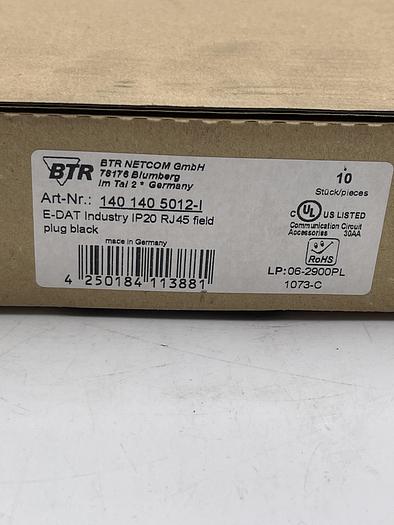 BTR
BTR NETCOM GmbH
78176 Blumberg
Im Tal 2 * Germany
Art-Nr.: 140 140 5012-I
E-DAT Industry IP20 RJ45 field
plug black
made in Germany
4 250184 113881
10
Stück/pieces
C UL US LISTED
Communication Circuit
Accessories 30AA
RoHS
LP:06-2900PL
1073-C